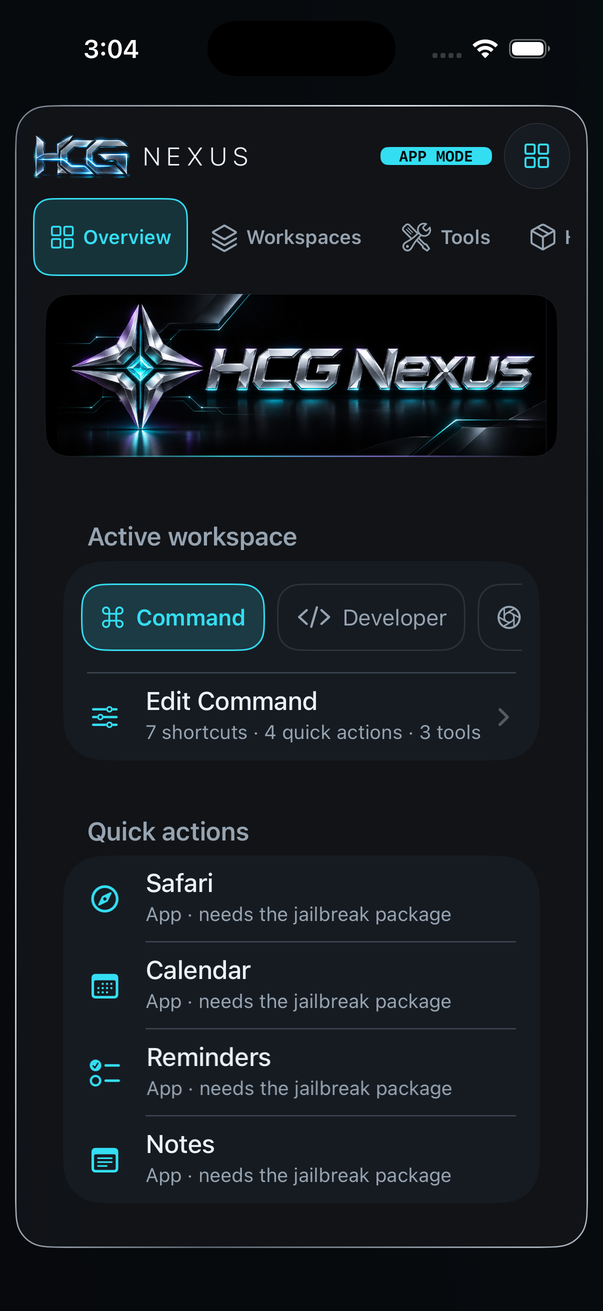 3:04
HCG NEXUS
APP MODE
Overview
Workspaces
Tools
HCG Nexus
Active workspace
Command
</> Developer
Edit Command
7 shortcuts · 4 quick actions · 3 tools
Quick actions
Safari
App · needs the jailbreak package
Calendar
App · needs the jailbreak package
Reminders
App · needs the jailbreak package
Notes
App · needs the jailbreak package